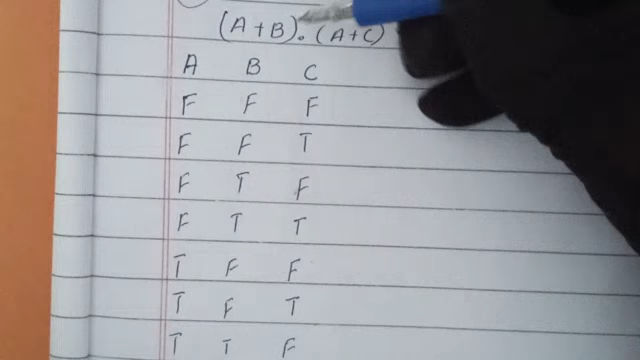 (A+B).(A+C)
A B C
F F F
F F T
F T F
F T T
T F F
T F T
T T F